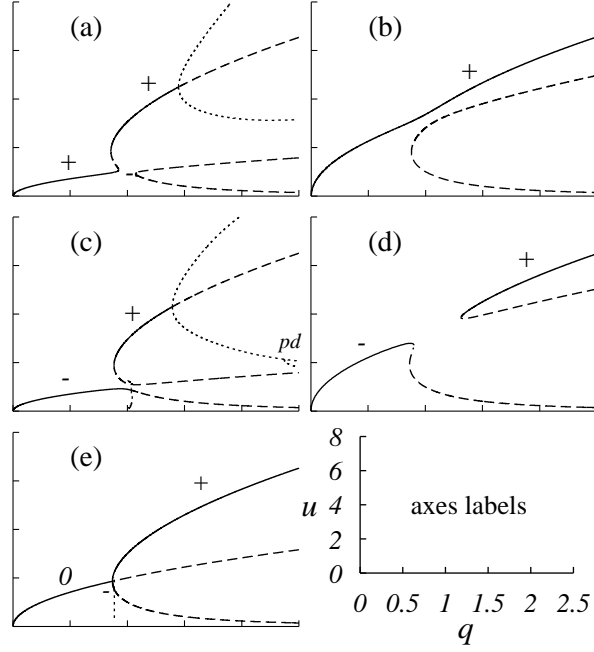 (a)
+
+
(b)
+
(c)
+
-
pd
(d)
+
-
(e)
+
0
-
8
6
u 4 axes labels
2
0
0 0.5 1 1.5 2 2.5
q